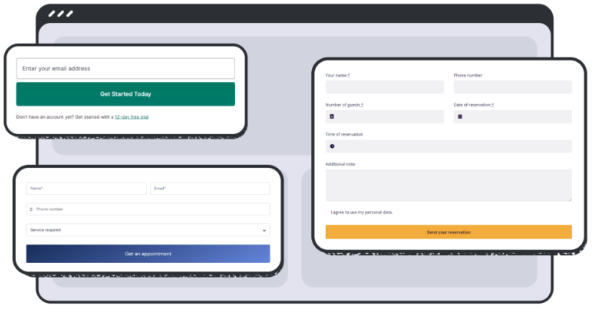 Enter your email address
Get Started Today
Don't have an account yet? Get started with a 12-day free trial
Your name *
Phone number
Number of guests *
Date of reservation *
Time of reservation
Additional note
I agree to use my personal data.
Send your reservation
Name*
Email*
Phone number
Service required
Get an appointment